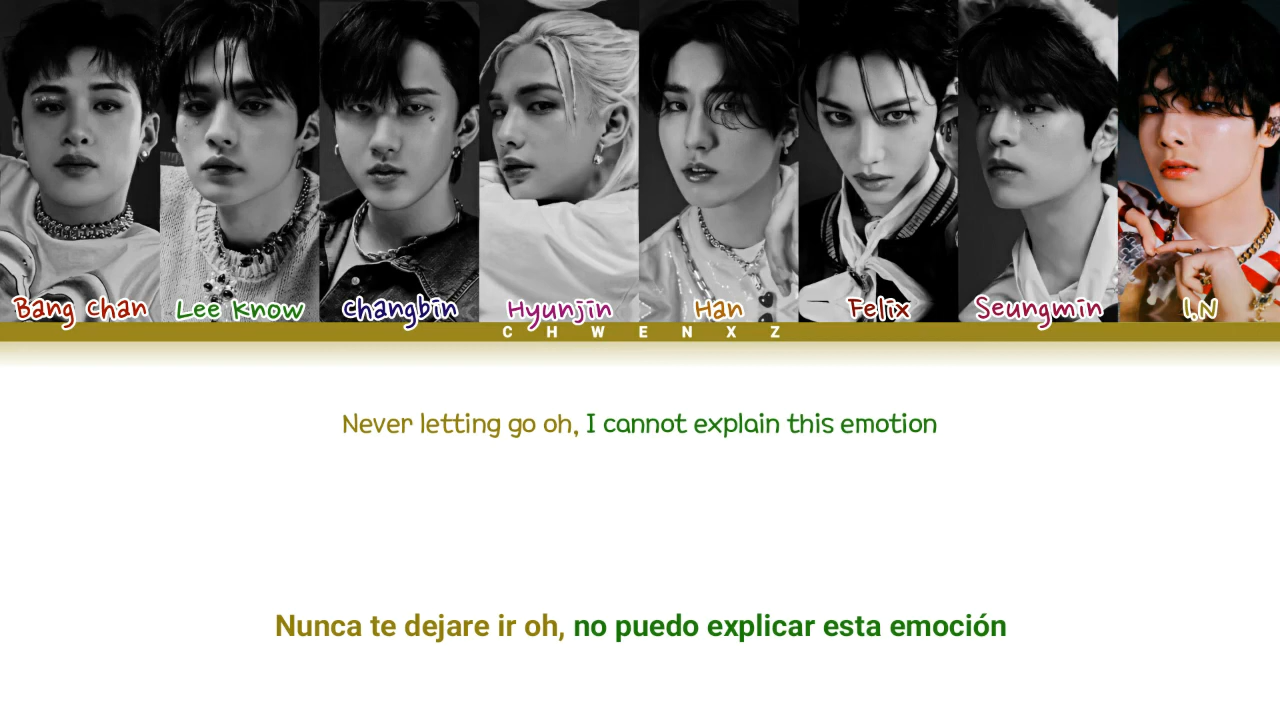 Bang Chan Lee Know Changbin Hyunjin Han Felix Seungmin I.N
C H W E N X Z
Never letting go oh, I cannot explain this emotion
Nunca te dejare ir oh, no puedo explicar esta emoción